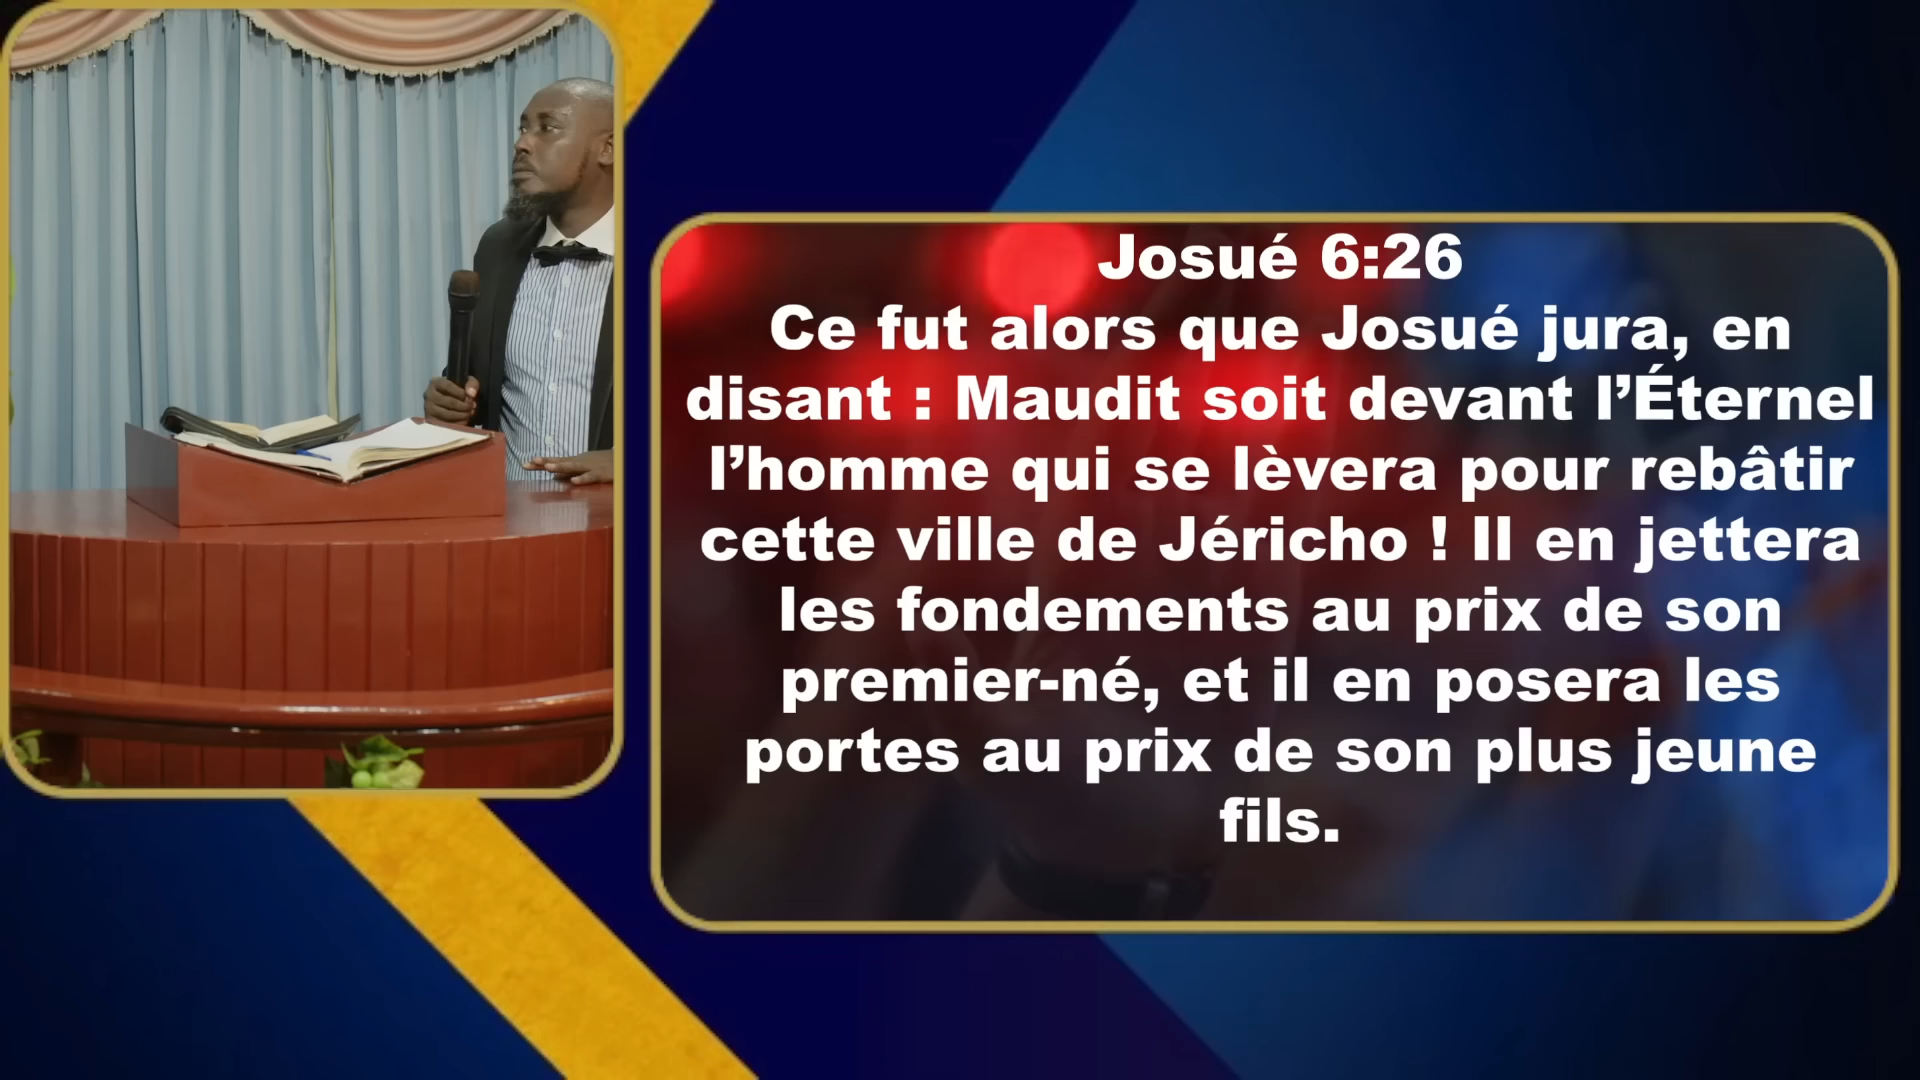 Josué 6:26
Ce fut alors que Josué jura, en
disant : Maudit soit devant l’Éternel
l’homme qui se lèvera pour rebâtir
cette ville de Jéricho ! Il en jettera
les fondements au prix de son
premier-né, et il en posera les
portes au prix de son plus jeune
fils.